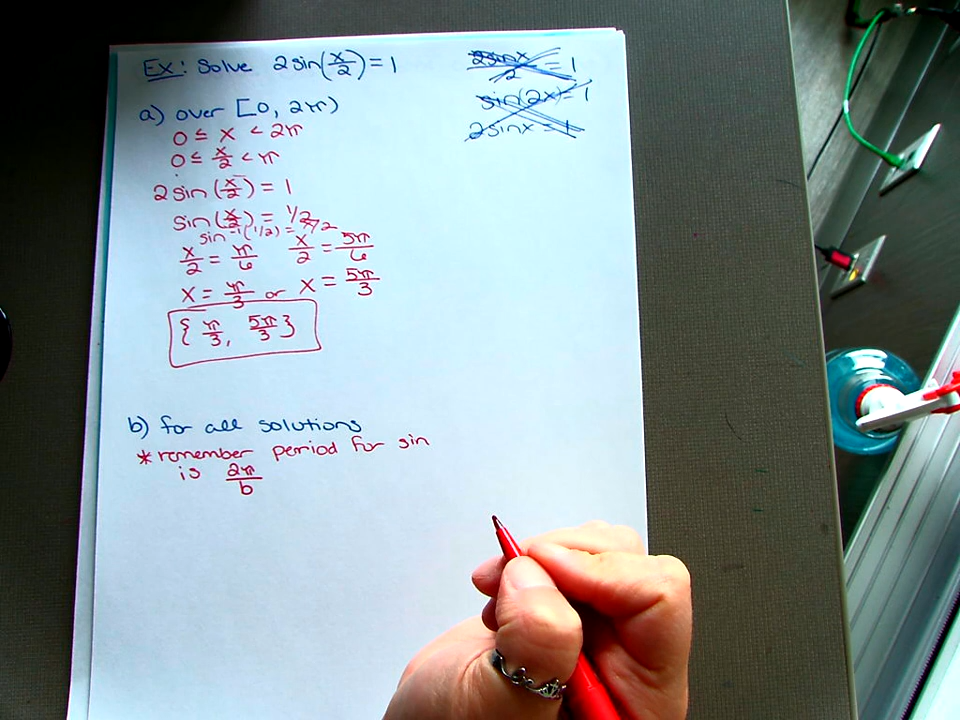 Ex: Solve 2sin(x/2)=1
2sinx/2 = 1
sin(2x)=1
2sinx = 1
a) over [0, 2π)
0 ≤ x < 2π
0 ≤ x/2 < π
2sin(x/2) = 1
sin(x/2) = 1/2
sin⁻¹(1/2) = π/2
x/2 = π/6 x/2 = 5π/6
x = π/3 or x = 5π/3
{π/3, 5π/3}
b) for all solutions
*remember period for sin
is 2π/b